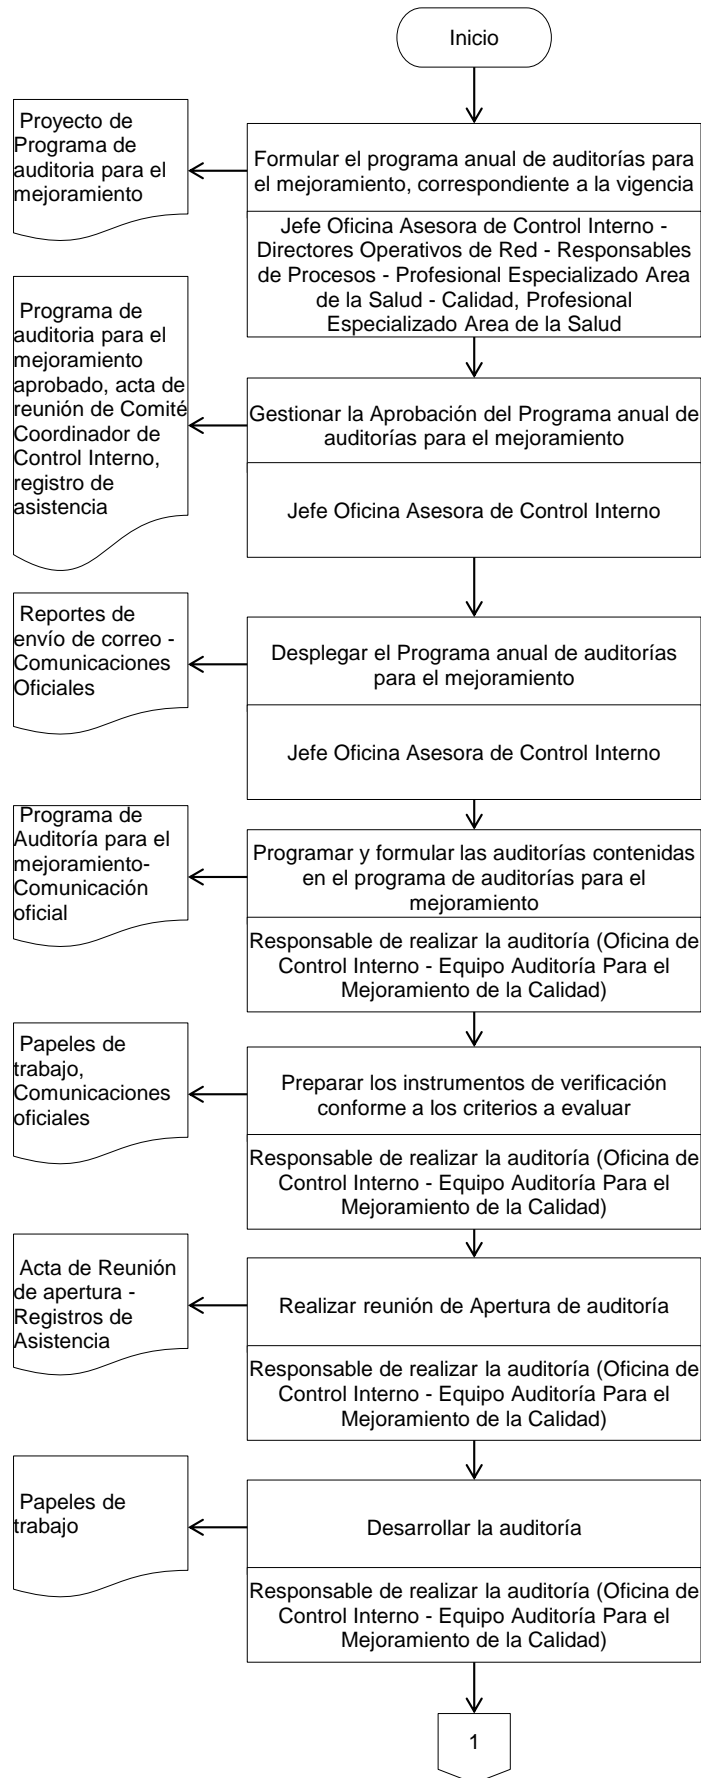 Inicio
Proyecto de
Programa de
auditoria para el
mejoramiento
Formular el programa anual de auditorías para
el mejoramiento, correspondiente a la vigencia
Jefe Oficina Asesora de Control Interno -
Directores Operativos de Red - Responsables
de Procesos - Profesional Especializado Area
de la Salud - Calidad, Profesional
Especializado Area de la Salud
Programa de
auditoria para el
mejoramiento
aprobado, acta de
reunión de Comité
Coordinador de
Control Interno,
registro de
asistencia
Gestionar la Aprobación del Programa anual de
auditorías para el mejoramiento
Jefe Oficina Asesora de Control Interno
Reportes de
envío de correo -
Comunicaciones
Oficiales
Desplegar el Programa anual de auditorías
para el mejoramiento
Jefe Oficina Asesora de Control Interno
Programa de
Auditoría para el
mejoramiento-
Comunicación
oficial
Programar y formular las auditorías contenidas
en el programa de auditorías para el
mejoramiento
Responsable de realizar la auditoría (Oficina de
Control Interno - Equipo Auditoría Para el
Mejoramiento de la Calidad)
Papeles de
trabajo,
Comunicaciones
oficiales
Preparar los instrumentos de verificación
conforme a los criterios a evaluar
Responsable de realizar la auditoría (Oficina de
Control Interno - Equipo Auditoría Para el
Mejoramiento de la Calidad)
Acta de Reunión
de apertura -
Registros de
Asistencia
Realizar reunión de Apertura de auditoría
Responsable de realizar la auditoría (Oficina de
Control Interno - Equipo Auditoría Para el
Mejoramiento de la Calidad)
Papeles de
trabajo
Desarrollar la auditoría
Responsable de realizar la auditoría (Oficina de
Control Interno - Equipo Auditoría Para el
Mejoramiento de la Calidad)
1